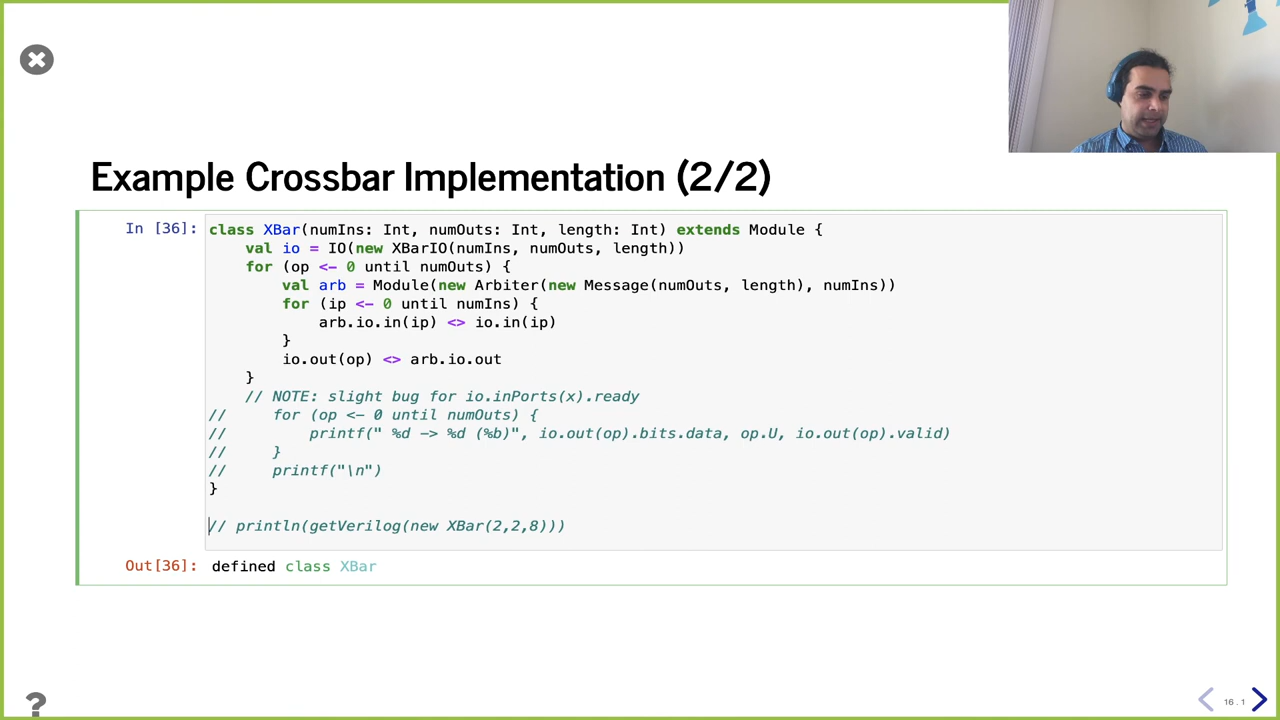 Example Crossbar Implementation (2/2)
In [36]:
class XBar(numIns: Int, numOuts: Int, length: Int) extends Module {
    val io = IO(new XBarIO(numIns, numOuts, length))
    for (op <- 0 until numOuts) {
        val arb = Module(new Arbiter(new Message(numOuts, length), numIns))
        for (ip <- 0 until numIns) {
            arb.io.in(ip) <> io.in(ip)
        }
        io.out(op) <> arb.io.out
    }
    // NOTE: slight bug for io.inPorts(x).ready
//     for (op <- 0 until numOuts) {
//         printf(" %d -> %d (%b)", io.out(op).bits.data, op.U, io.out(op).valid)
//     }
//     printf("\n")
}
// println(getVerilog(new XBar(2,2,8)))
Out[36]: defined class XBar
?
16 . 1